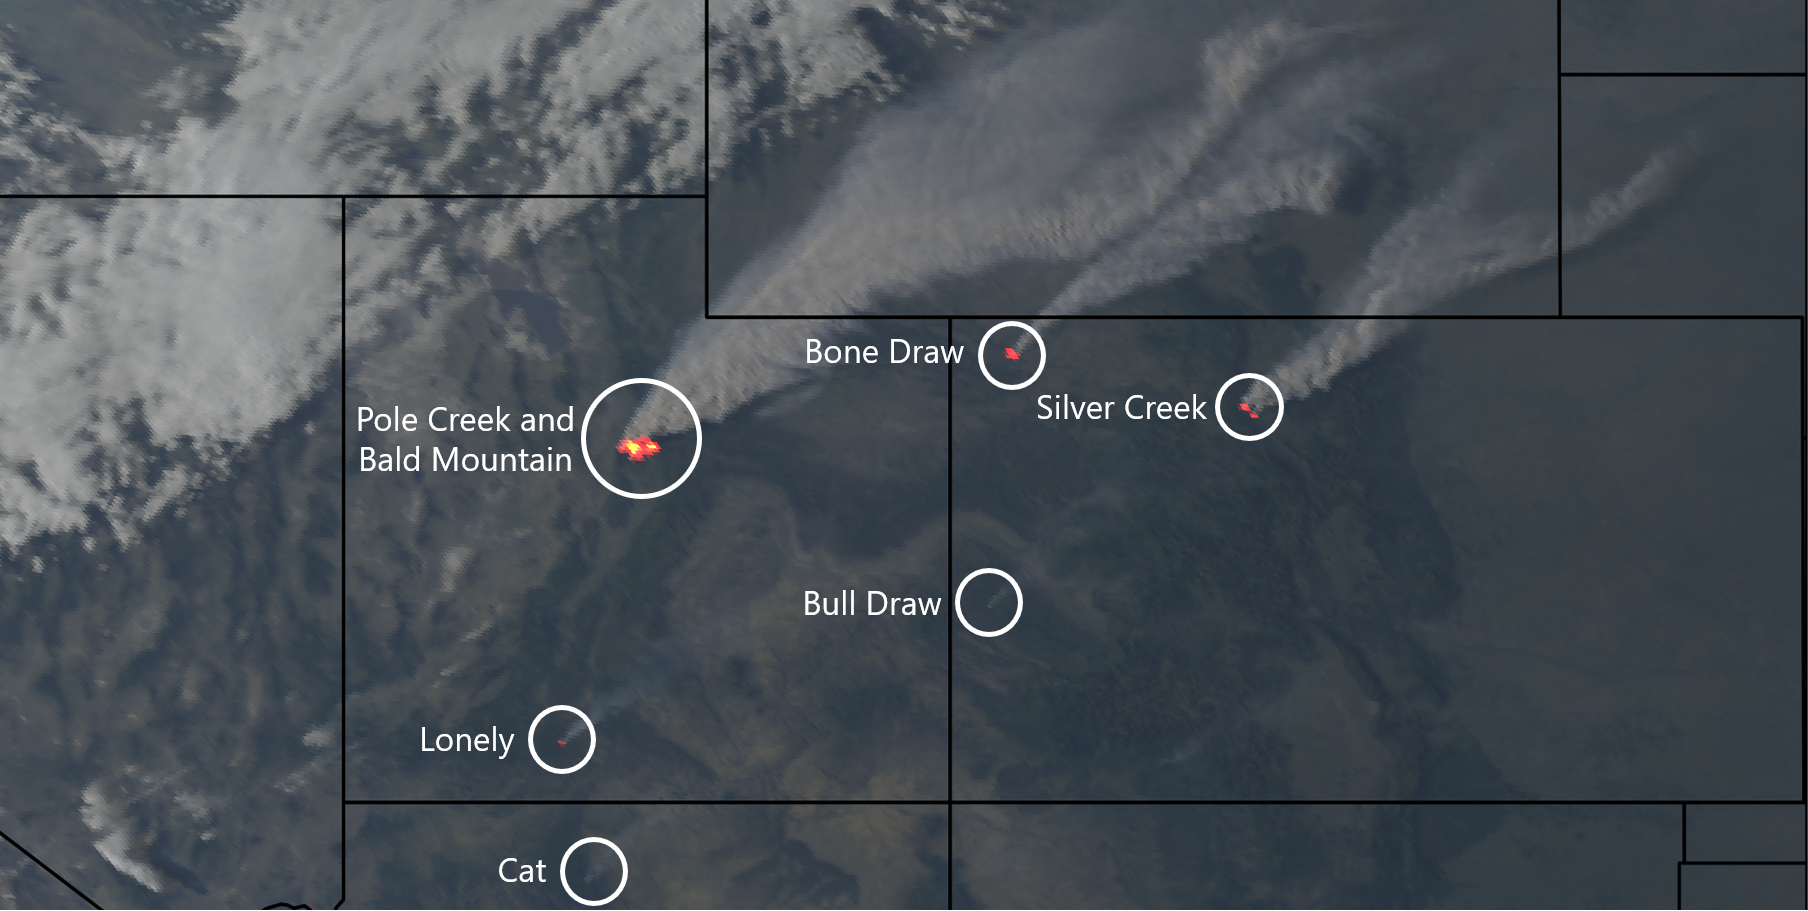 Bone Draw
Silver Creek
Pole Creek and
Bald Mountain
Bull Draw
Lonely
Cat